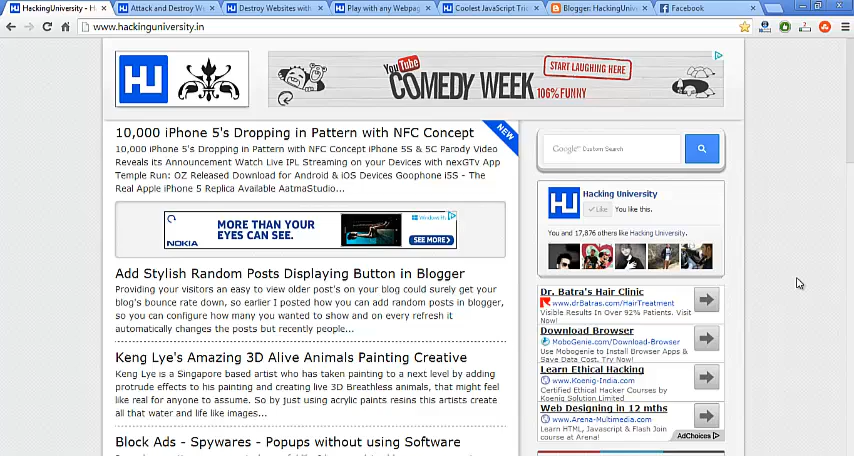 HackingUniversity - H
Attack and Destroy W
Destroy Websites with
Play with any Webpag
Coolest JavaScript Tric
Blogger: HackingUniv
Facebook
www.hackinguniversity.in
HU
YouTube
COMEDY WEEK
START LAUGHING HERE
106% FUNNY
10,000 iPhone 5's Dropping in Pattern with NFC Concept
NEW
10,000 iPhone 5's Dropping in Pattern with NFC Concept iPhone 5S & 5C Parody Video
Reveals its Announcement Watch Live IPL Streaming on your Devices with nexGTv App
Temple Run: OZ Released Download for Android & iOS Devices Goophone i5S - The
Real Apple iPhone 5 Replica Available AatmaStudio...
NOKIA
MORE THAN YOUR
EYES CAN SEE.
Windows Ph
SEE MORE
Add Stylish Random Posts Displaying Button in Blogger
Providing your visitors an easy to view older post's on your blog could surely get your
blog's bounce rate down, so earlier I posted how you can add random posts in blogger,
so you can configure how many you wanted to show and on every refresh it
automatically changes the posts but recently people...
Keng Lye's Amazing 3D Alive Animals Painting Creative
Keng Lye is a Singapore based artist who has taken painting to a next level by adding
protrude effects to his painting and creating live 3D Breathless animals, that might feel
like real for anyone to assume. So by just using acrylic paints resins this artists create
all that water and life like images...
Block Ads - Spywares - Popups without using Software
Google Custom Search
HU
Hacking University
Like
You like this.
You and 17,876 others like Hacking University.
Dr. Batra's Hair Clinic
www.drBatras.com/HairTreatment
Visible Results In Over 92% Patients. Visit
Now!
Download Browser
MoboGenie.com/Download-Browser
Use Mobogenie to Install Browser Apps &
Save Data Cost. Try Now!
Learn Ethical Hacking
www.Koenig-India.com
Certified Ethical Hacker Courses by
Koenig Solution Limited
Web Designing in 12 mths
www.Arena-Multimedia.com
Learn HTML, Javascript & Flash Join
course at Arena!
AdChoices